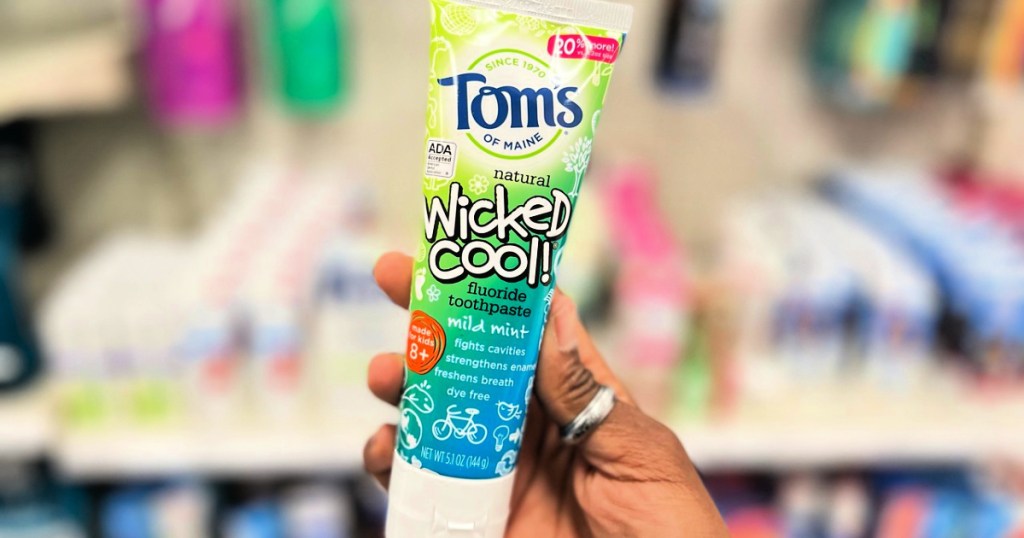 20% more!
SINCE 1970
Tom's
OF MAINE
ADA
Accepted
natural
Wicked
Cool!
fluoride
toothpaste
mild mint
made
for kids
8+
fights cavities
strengthens enam
freshens breath
dye free
NET WT 5.1 OZ (144 g)